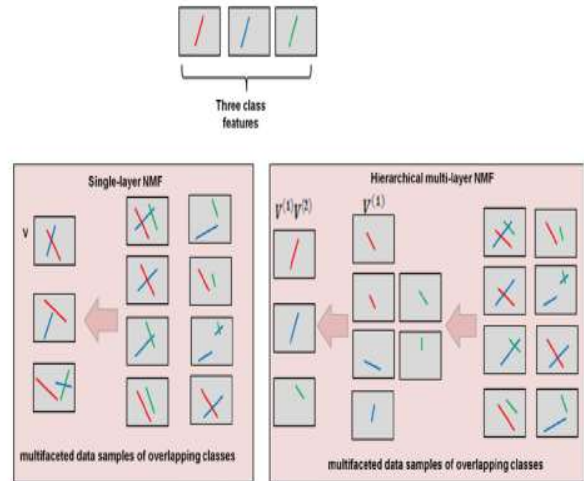 Three class
features
Single-layer NMF
V
multifaceted data samples of overlapping classes
Hierarchical multi-layer NMF
V⁽¹⁾V⁽²⁾
V⁽¹⁾
multifaceted data samples of overlapping classes